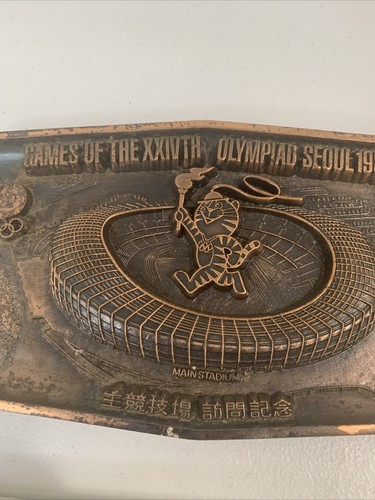 GAMES OF THE XXIVTH OLYMPIAD SEOUL 19
MAIN STADIUM
主競技場 訪問記念